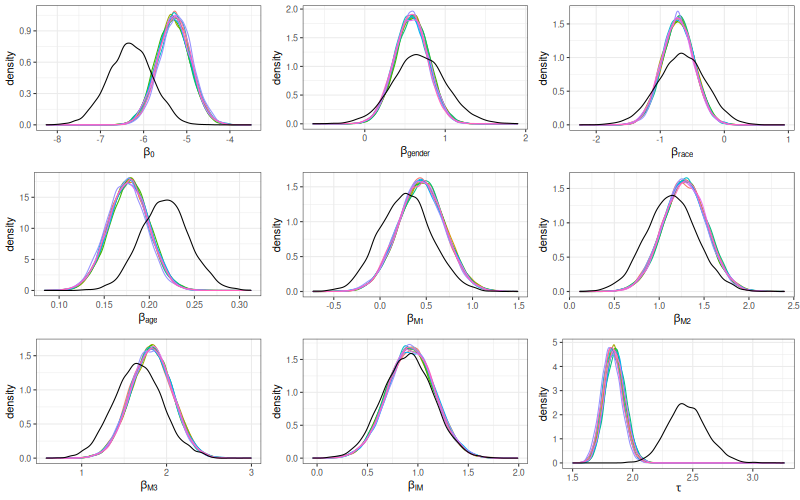 density
0.0
0.3
0.6
0.9
-8 -7 -6 -5 -4
β0
density
0.0
0.5
1.0
1.5
2.0
0 1 2
βgender
density
0.0
0.5
1.0
1.5
-2 -1 0 1
βrace
density
0
5
10
15
0.10 0.15 0.20 0.25 0.30
βage
density
0.0
0.5
1.0
1.5
-0.5 0.0 0.5 1.0 1.5
βM1
density
0.0
0.5
1.0
1.5
0.0 0.5 1.0 1.5 2.0 2.5
βM2
density
0.0
0.5
1.0
1.5
1 2 3
βM3
density
0.0
0.5
1.0
1.5
0.0 0.5 1.0 1.5 2.0
βIM
density
0
1
2
3
4
5
1.5 2.0 2.5 3.0
τ